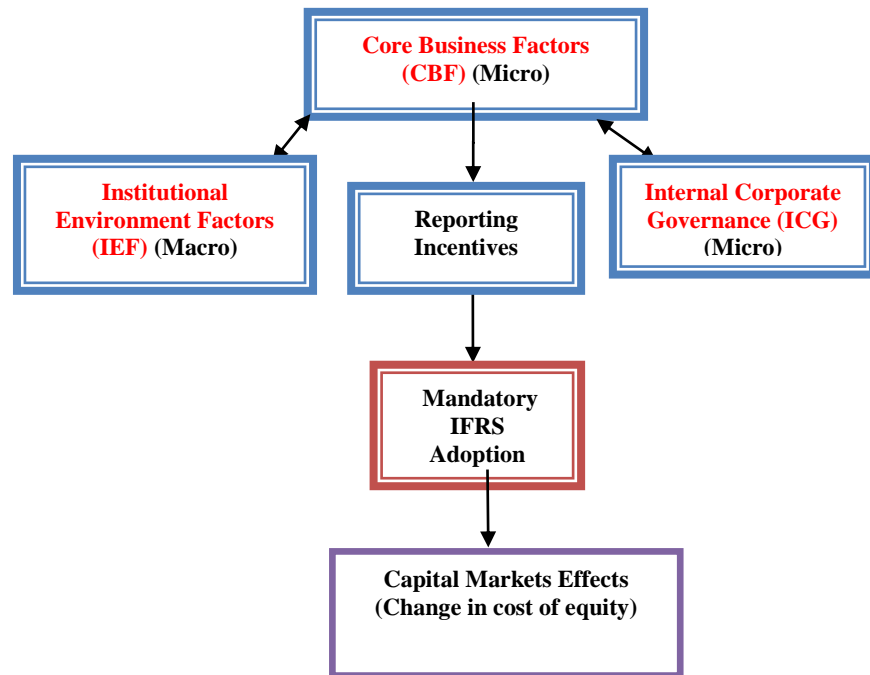 Core Business Factors
(CBF) (Micro)
Institutional
Environment Factors
(IEF) (Macro)
Reporting
Incentives
Internal Corporate
Governance (ICG)
(Micro)
Mandatory
IFRS
Adoption
Capital Markets Effects
(Change in cost of equity)